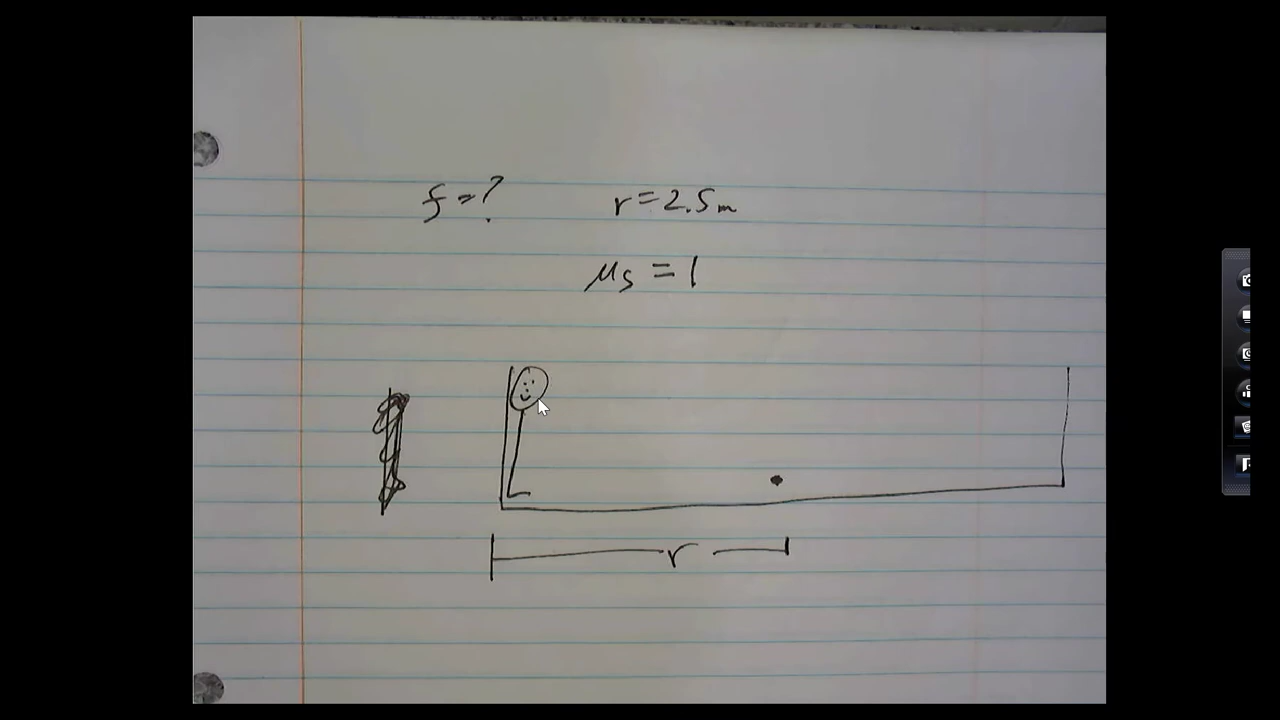 f=? r=2.5m
μs = 1
r